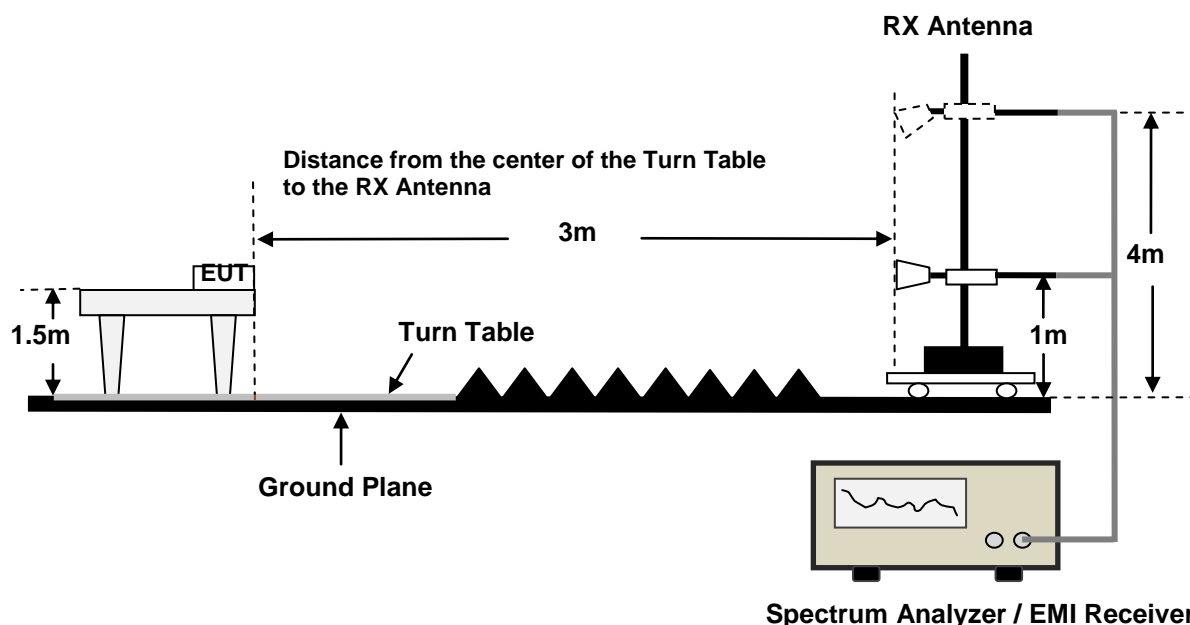 RX Antenna
Distance from the center of the Turn Table
to the RX Antenna
3m
4m
EUT
1.5m
Turn Table
1m
Ground Plane
Spectrum Analyzer / EMI Receiver